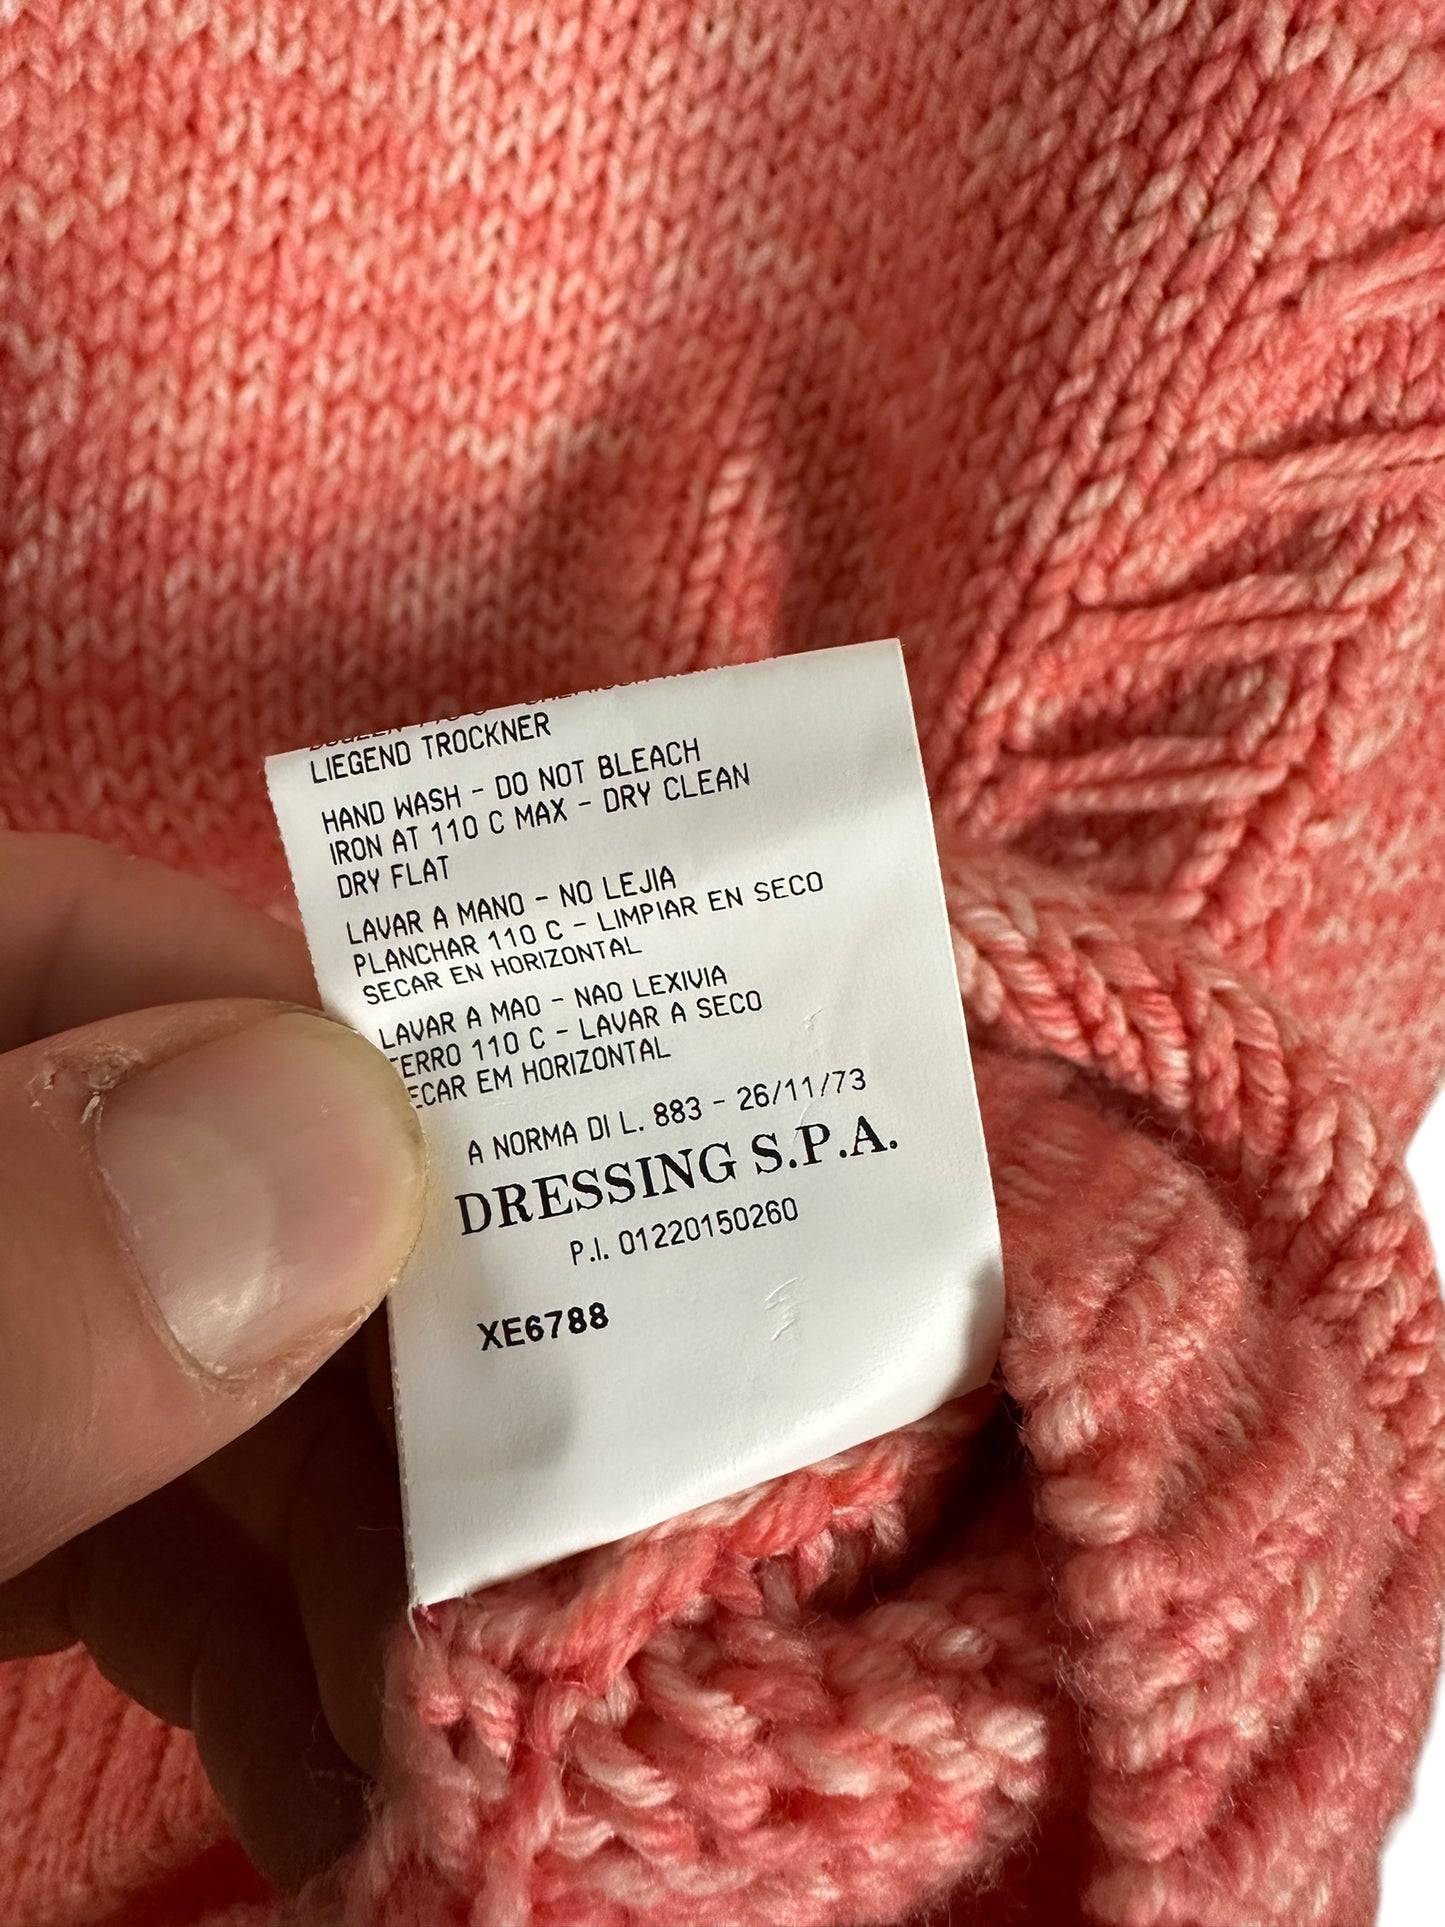 LIEGEND TROCKNER
HAND WASH - DO NOT BLEACH
IRON AT 110 C MAX - DRY CLEAN
DRY FLAT
LAVAR A MANO - NO LEJIA
PLANCHAR 110 C - LIMPIAR EN SECO
SECAR EN HORIZONTAL
LAVAR A MAO - NAO LEXIVIA
FERRO 110 C - LAVAR A SECO
ECAR EM HORIZONTAL
A NORMA DI L. 883 - 26/11/73
DRESSING S.P.A.
P.I. 01220150260
XE6788